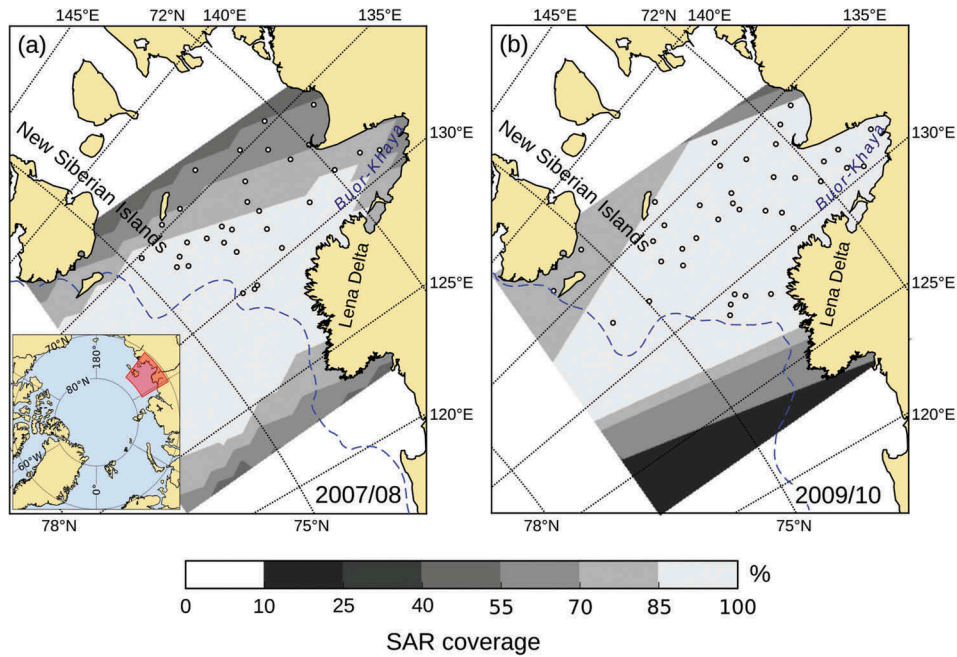 145°E 72°N 140°E 135°E
145°E 72°N 140°E 135°E
(a)
New Siberian Islands
Buor-Khaya
Lena Delta
2007/08
70°N
180°
80°N
60°W
0°
(b)
New Siberian Islands
Buor-Khaya
Lena Delta
2009/10
130°E
125°E
120°E
130°E
125°E
120°E
78°N 75°N
78°N 75°N
%
0 10 25 40 55 70 85 100
SAR coverage